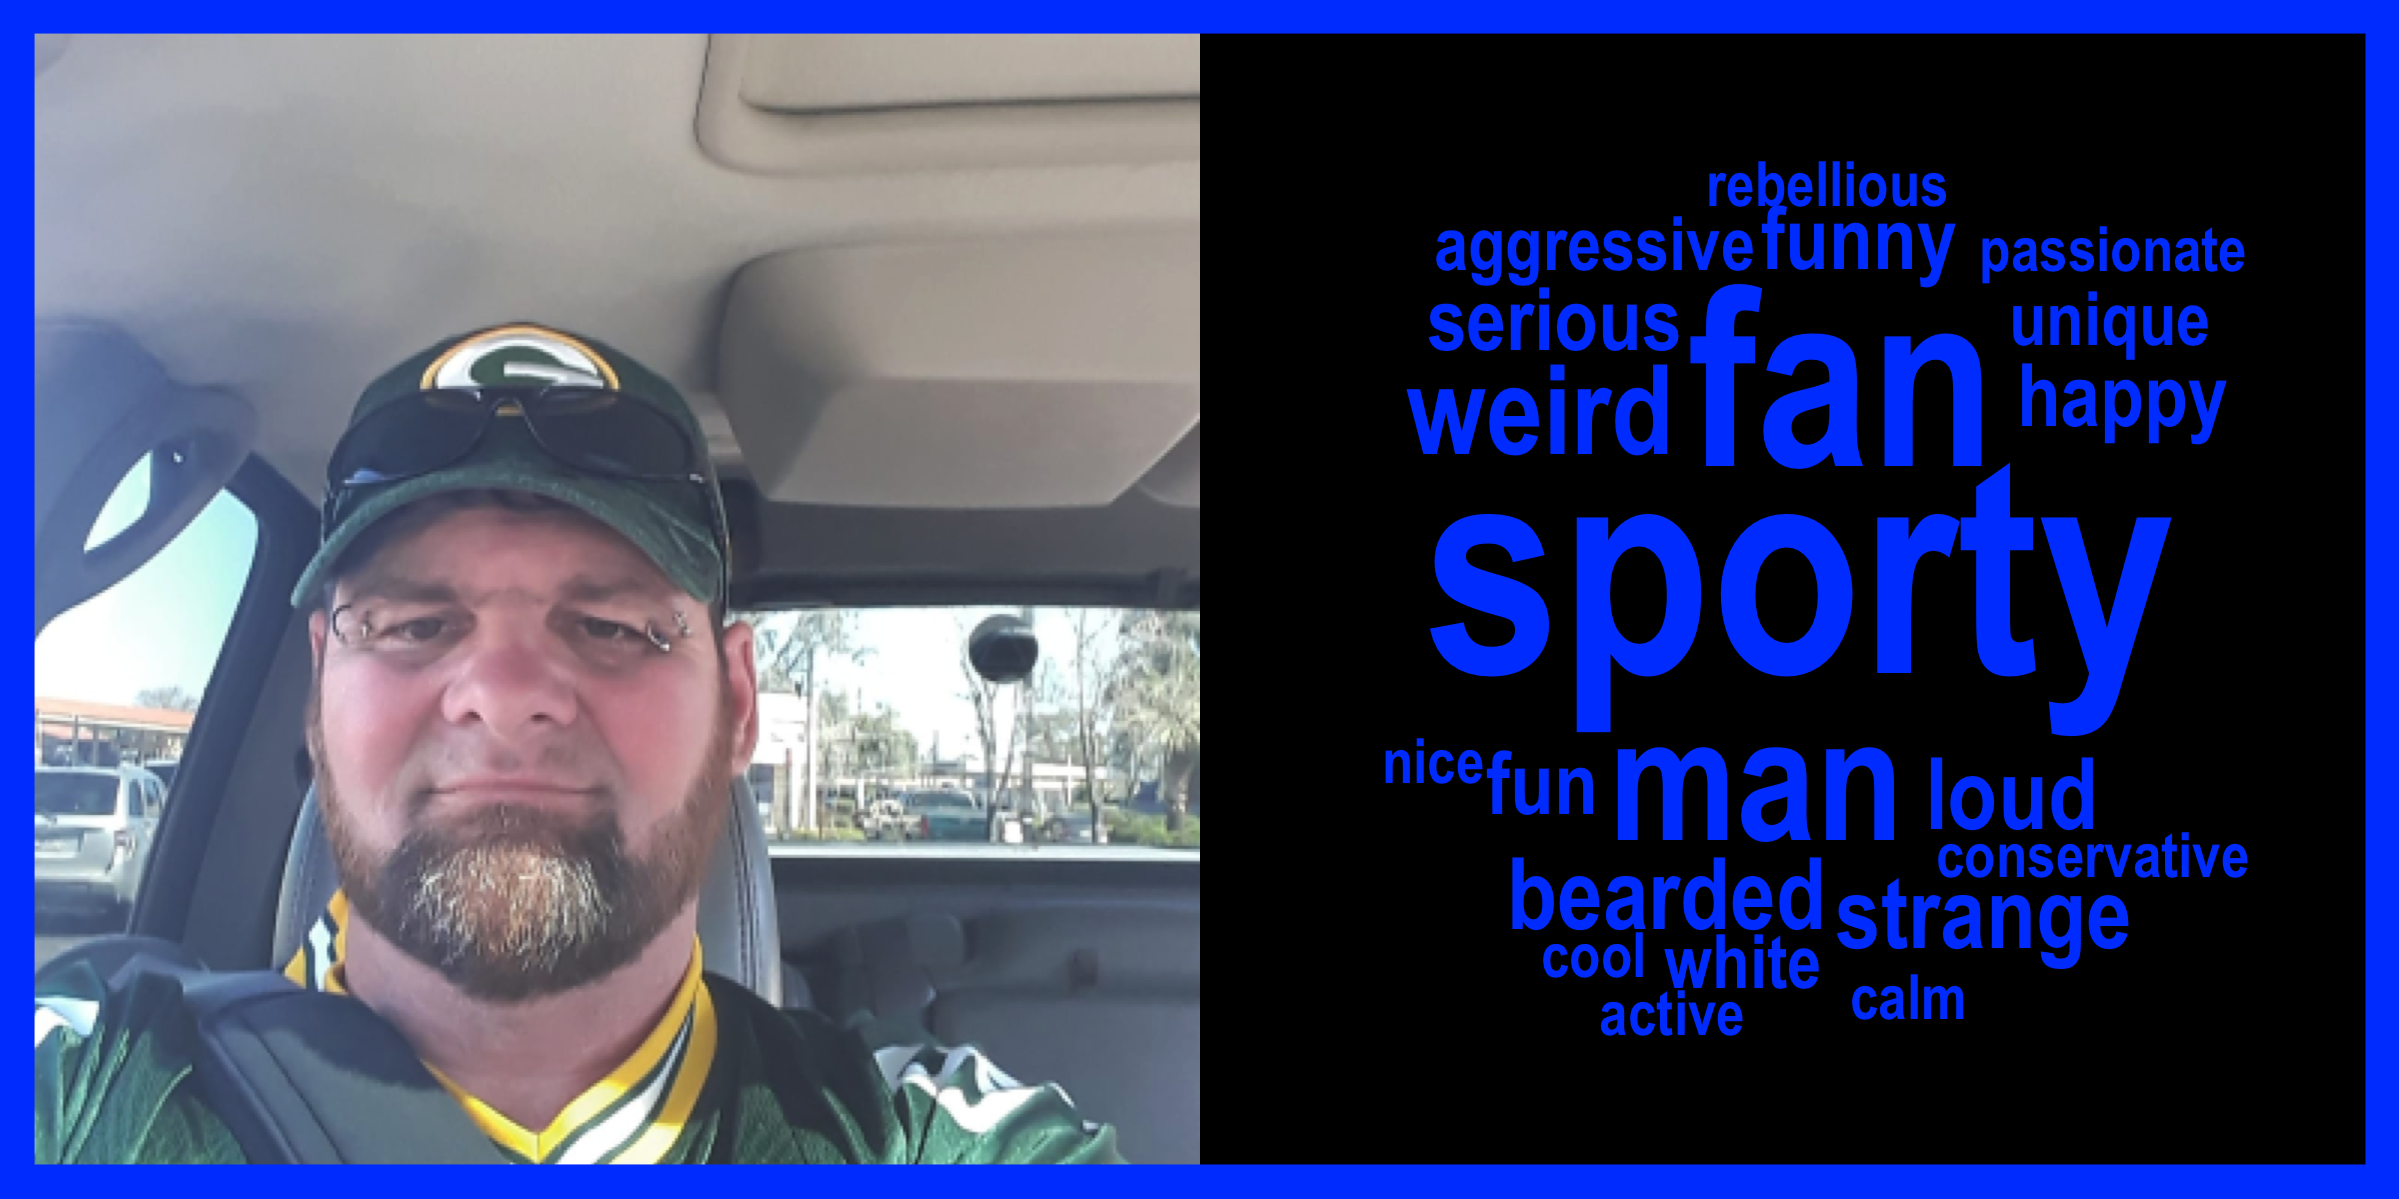 G
rebellious
aggressive funny passionate
serious fan unique
weird happy
sporty
nice fun man loud
conservative
bearded strange
cool white calm
active